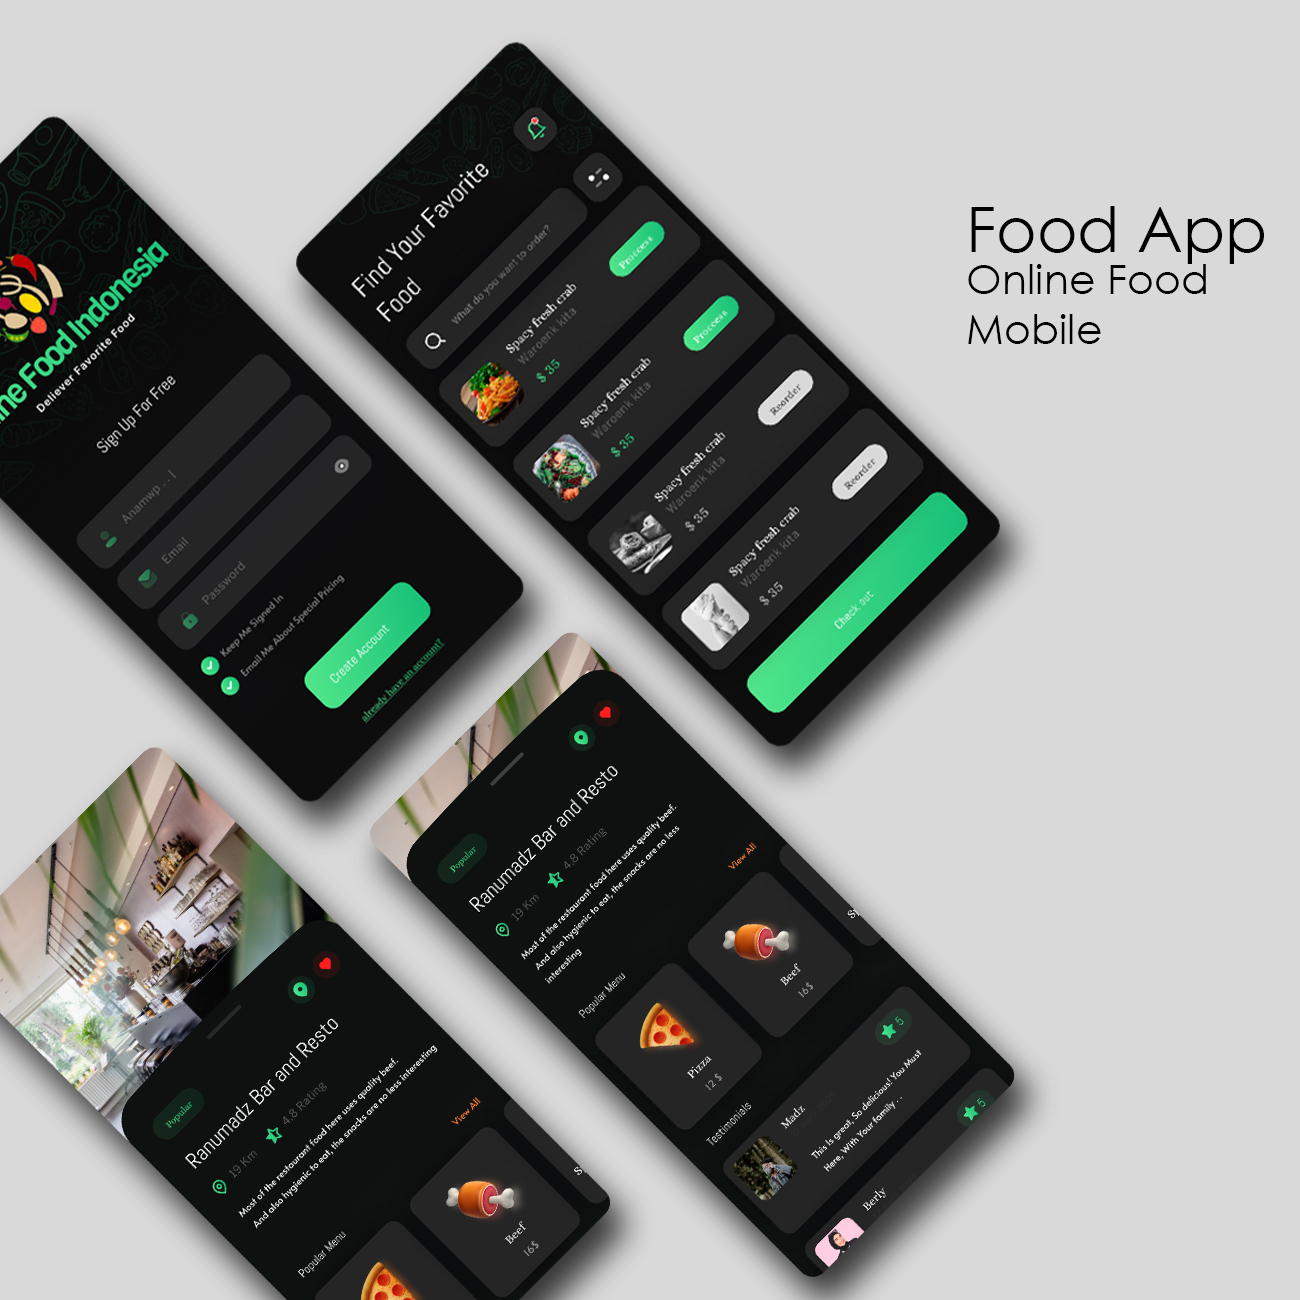 Food App
Online Food
Mobile
ne Food Indonesia
Deliever Favorite Food
Sign Up For Free
Anamwp . . |
Email
Password
Keep Me Signed In
Email Me About Special Pricing
Create Account
already have an account?
Find Your Favorite
Food
What do you want to order?
Spacy fresh crab
Waroenk kita
$ 35
Proccess
Spacy fresh crab
Waroenk kita
$ 35
Proccess
Spacy fresh crab
Waroenk kita
$ 35
Reorder
Spacy fresh crab
Waroenk kita
$ 35
Reorder
Check out
Popular
Ranumadz Bar and Resto
19 Km
4.8 Rating
Most of the restaurant food here uses quality beef.
And also hygienic to eat, the snacks are no less interesting
Popular Menu
View All
Beef
16$
S
Popular
Ranumadz Bar and Resto
19 Km
4.8 Rating
Most of the restaurant food here uses quality beef.
And also hygienic to eat, the snacks are no less
interesting
Popular Menu
View All
Pizza
12 $
Beef
16$
Sp
Testimonials
Madz
5
This Is great, So delicious! You Must
Here, With Your family . .
Berly
5